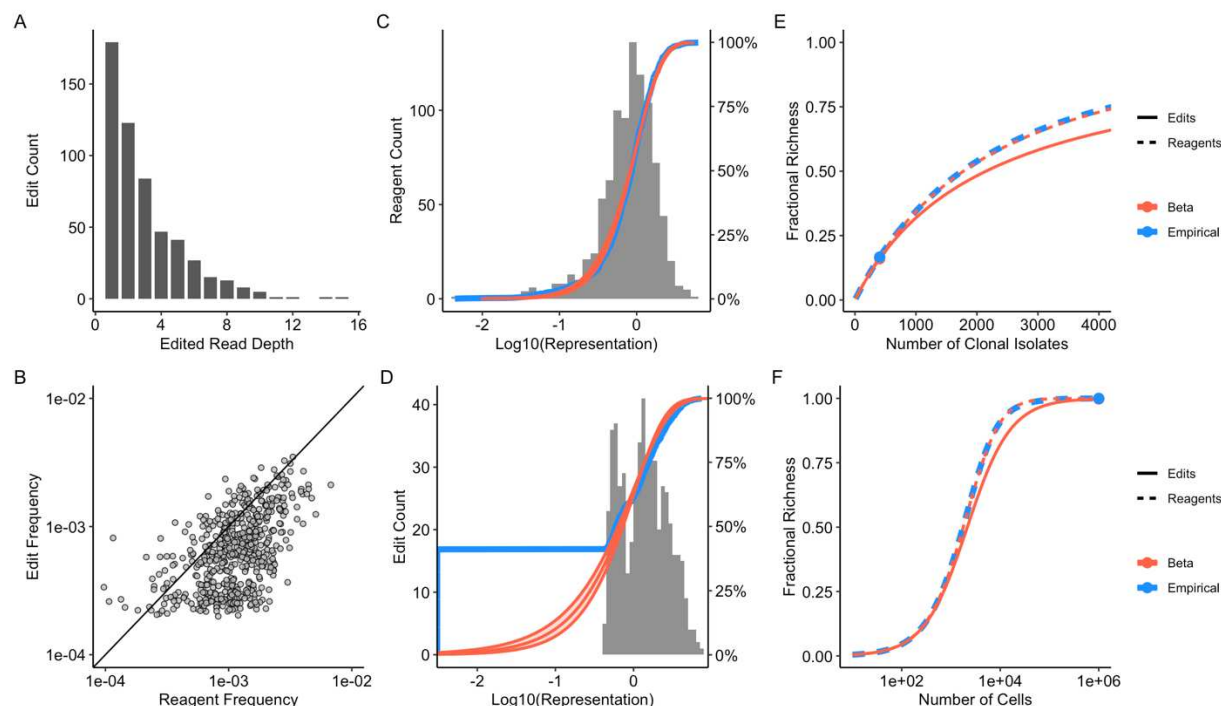 A
Edit Count
150
100
50
0
0
4
8
12
16
Edited Read Depth
B
Edit Frequency
1e-02
1e-03
1e-04
1e-04
1e-03
1e-02
Reagent Frequency
C
Reagent Count
100
50
0
100%
75%
50%
25%
0%
-2
-1
0
Log10(Representation)
D
Edit Count
40
30
20
10
0
100%
75%
50%
25%
0%
-2
-1
0
Log10(Representation)
E
Fractional Richness
1.00
0.75
0.50
0.25
0.00
0
1000
2000
3000
4000
Number of Clonal Isolates
Edits
Reagents
Beta
Empirical
F
Fractional Richness
1.00
0.75
0.50
0.25
0.00
1e+02
1e+04
1e+06
Number of Cells
Edits
Reagents
Beta
Empirical